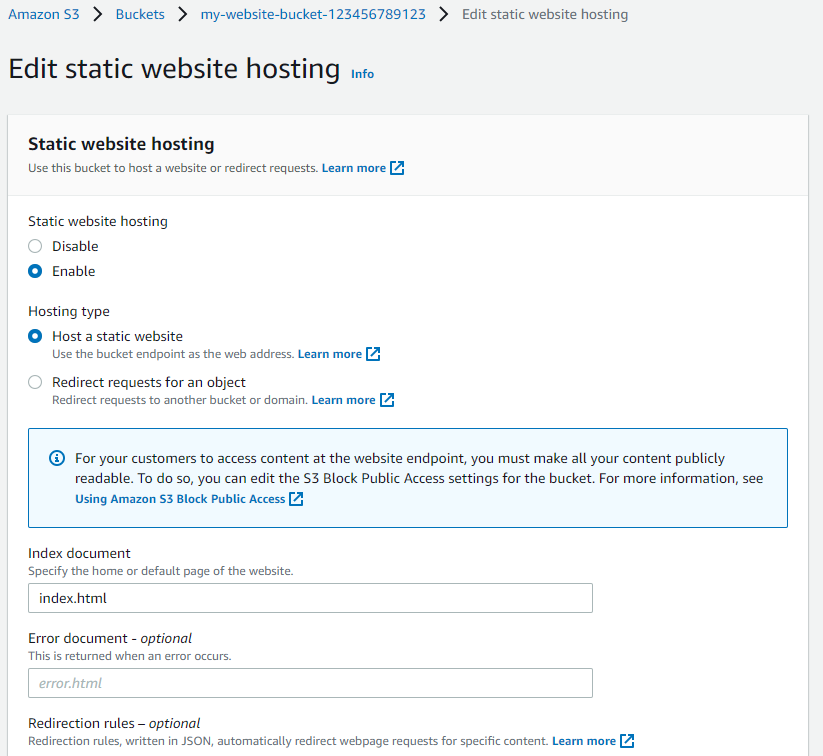 Amazon S3 > Buckets > my-website-bucket-123456789123 > Edit static website hosting
Edit static website hosting Info
Static website hosting
Use this bucket to host a website or redirect requests. Learn more
Static website hosting
Disable
Enable
Hosting type
Host a static website
Use the bucket endpoint as the web address. Learn more
Redirect requests for an object
Redirect requests to another bucket or domain. Learn more
For your customers to access content at the website endpoint, you must make all your content publicly
readable. To do so, you can edit the S3 Block Public Access settings for the bucket. For more information, see
Using Amazon S3 Block Public Access
Index document
Specify the home or default page of the website.
index.html
Error document - optional
This is returned when an error occurs.
error.html
Redirection rules – optional
Redirection rules, written in JSON, automatically redirect webpage requests for specific content. Learn more